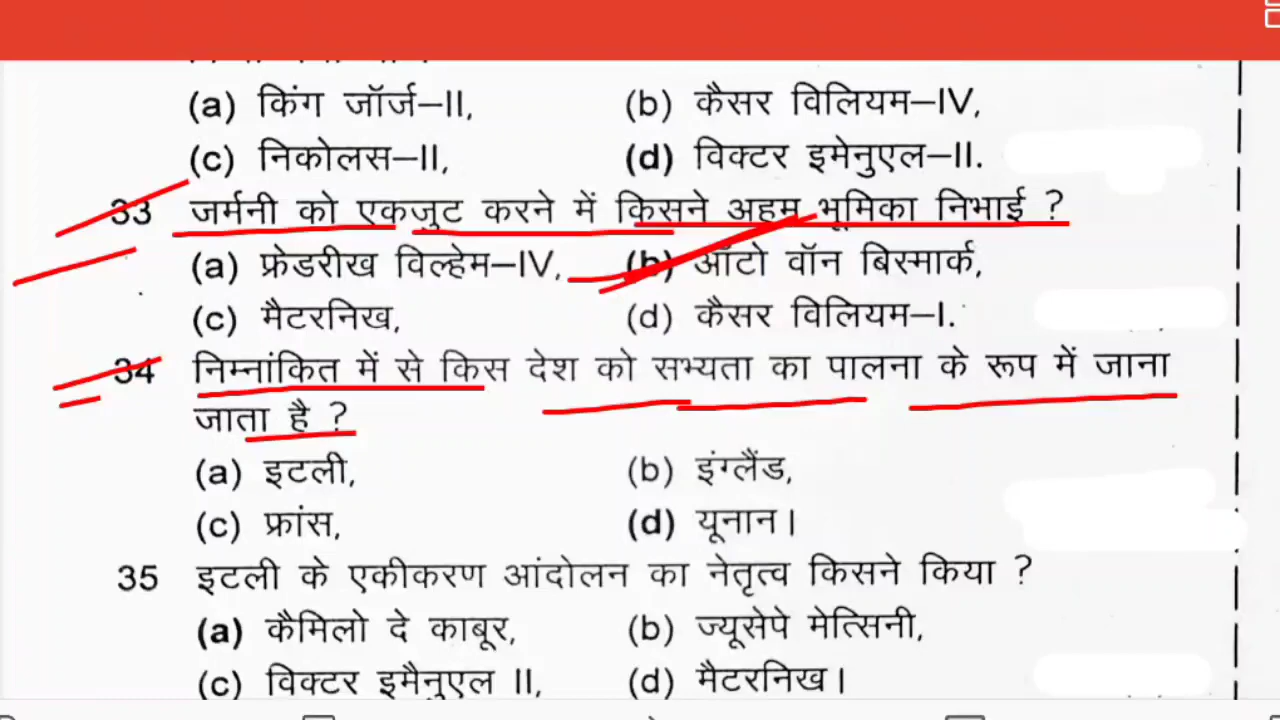 (a) किंग जॉर्ज–II, (b) कैसर विलियम–IV,
(c) निकोलस–II, (d) विक्टर इमेनुएल–II.
33 जर्मनी को एकजुट करने में किसने अहम भूमिका निभाई ?
(a) फ्रेडरीख विल्हेम–IV, (b) ऑटो वॉन बिस्मार्क,
(c) मैटरनिख, (d) कैसर विलियम–I.
34 निम्नांकित में से किस देश को सभ्यता का पालना के रूप में जाना
जाता है ?
(a) इटली, (b) इंग्लैंड,
(c) फ्रांस, (d) यूनान।
35 इटली के एकीकरण आंदोलन का नेतृत्व किसने किया ?
(a) कैमिलो दे काबूर, (b) ज्यूसेपे मेत्सिनी,
(c) विक्टर इमैनुएल II, (d) मैटरनिख।